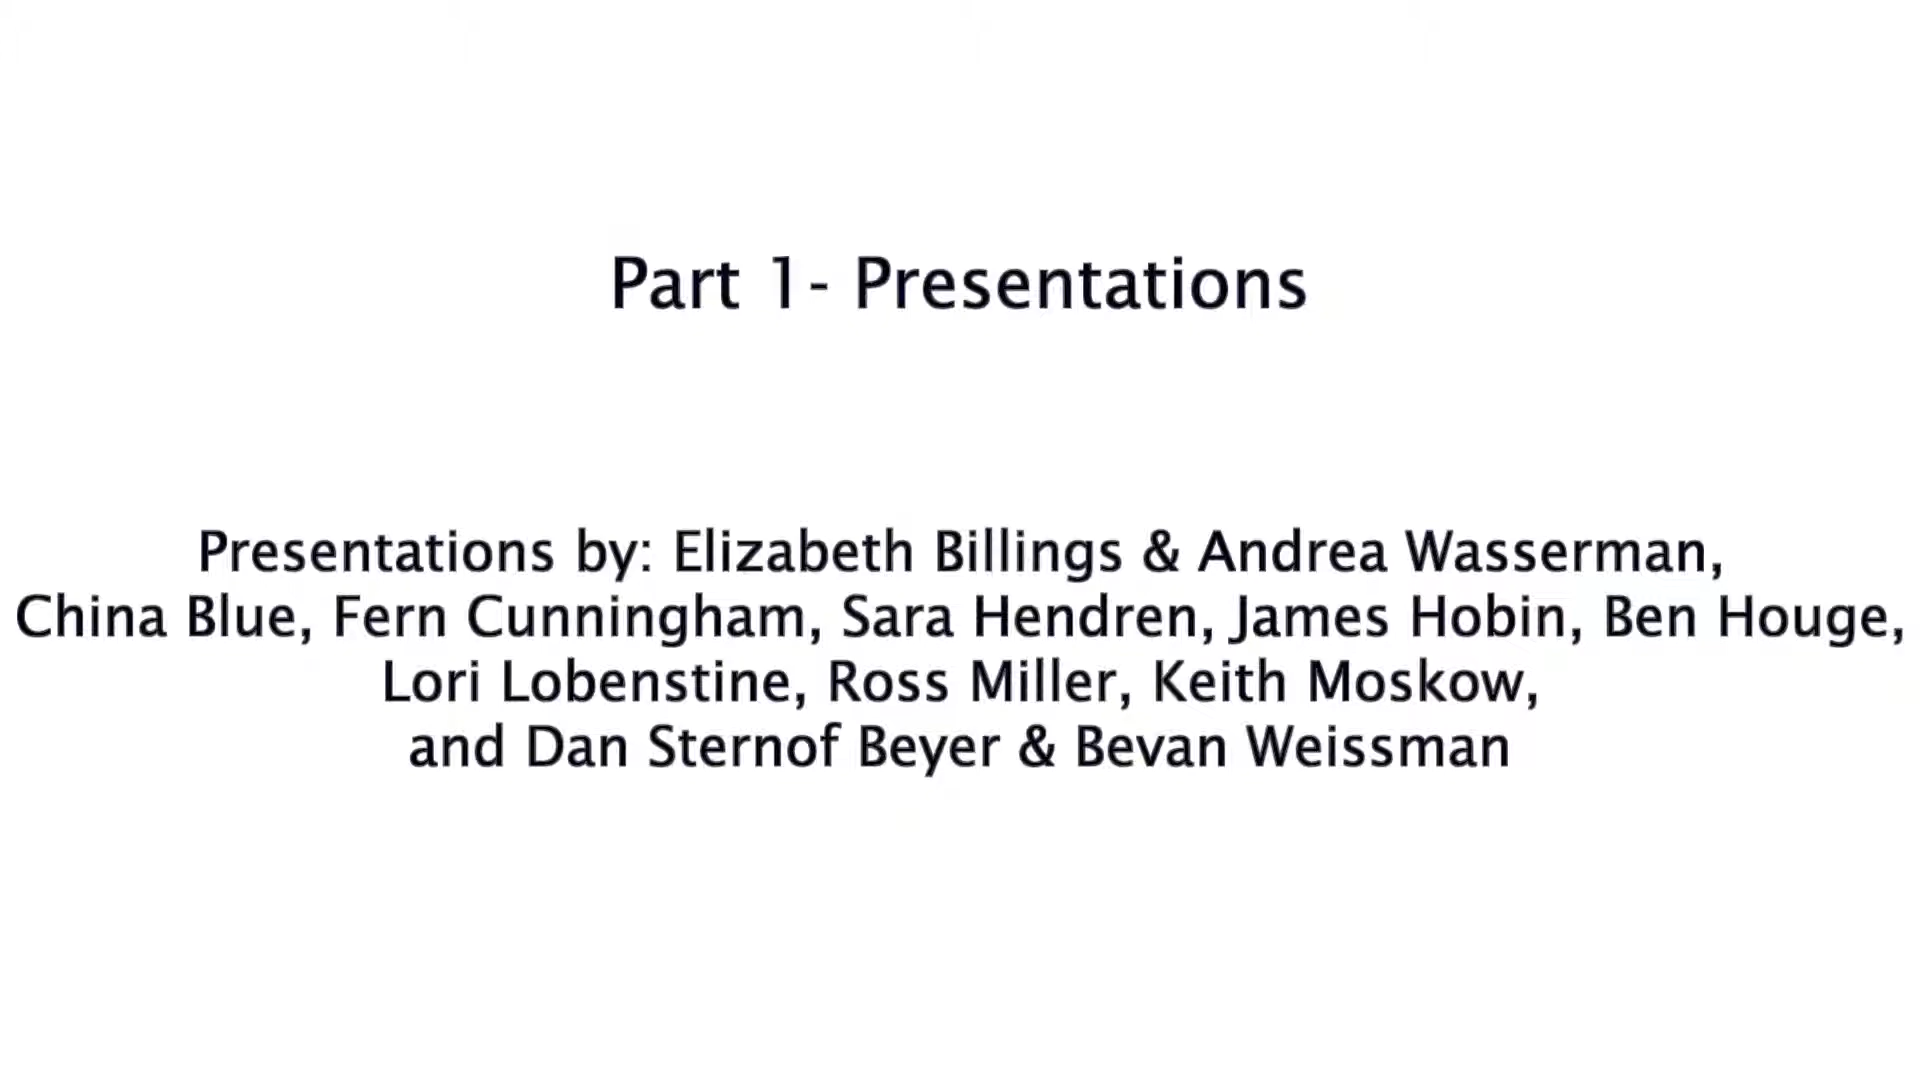 Part 1- Presentations
Presentations by: Elizabeth Billings & Andrea Wasserman,
China Blue, Fern Cunningham, Sara Hendren, James Hobin, Ben Houge,
Lori Lobenstine, Ross Miller, Keith Moskow,
and Dan Sternof Beyer & Bevan Weissman